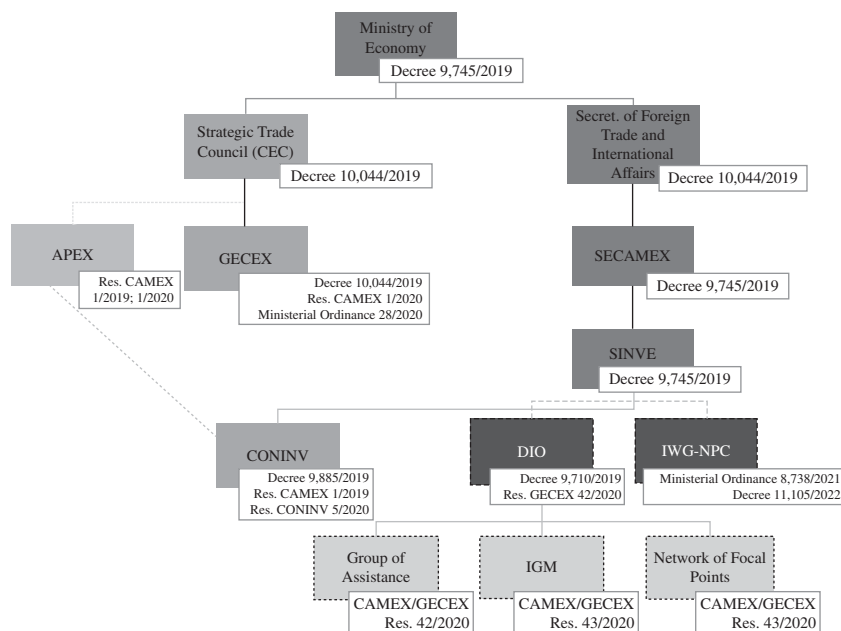 Ministry of
Economy
Decree 9,745/2019
Strategic Trade
Council (CEC)
Decree 10,044/2019
Secret. of Foreign
Trade and
International
Affairs
Decree 10,044/2019
APEX
Res. CAMEX
1/2019; 1/2020
GECEX
Decree 10,044/2019
Res. CAMEX 1/2020
Ministerial Ordinance 28/2020
SECAMEX
Decree 9,745/2019
SINVE
Decree 9,745/2019
CONINV
Decree 9,885/2019
Res. CAMEX 1/2019
Res. CONINV 5/2020
DIO
Decree 9,710/2019
Res. GECEX 42/2020
IWG-NPC
Ministerial Ordinance 8,738/2021
Decree 11,105/2022
Group of
Assistance
CAMEX/GECEX
Res. 42/2020
IGM
CAMEX/GECEX
Res. 43/2020
Network of Focal
Points
CAMEX/GECEX
Res. 43/2020